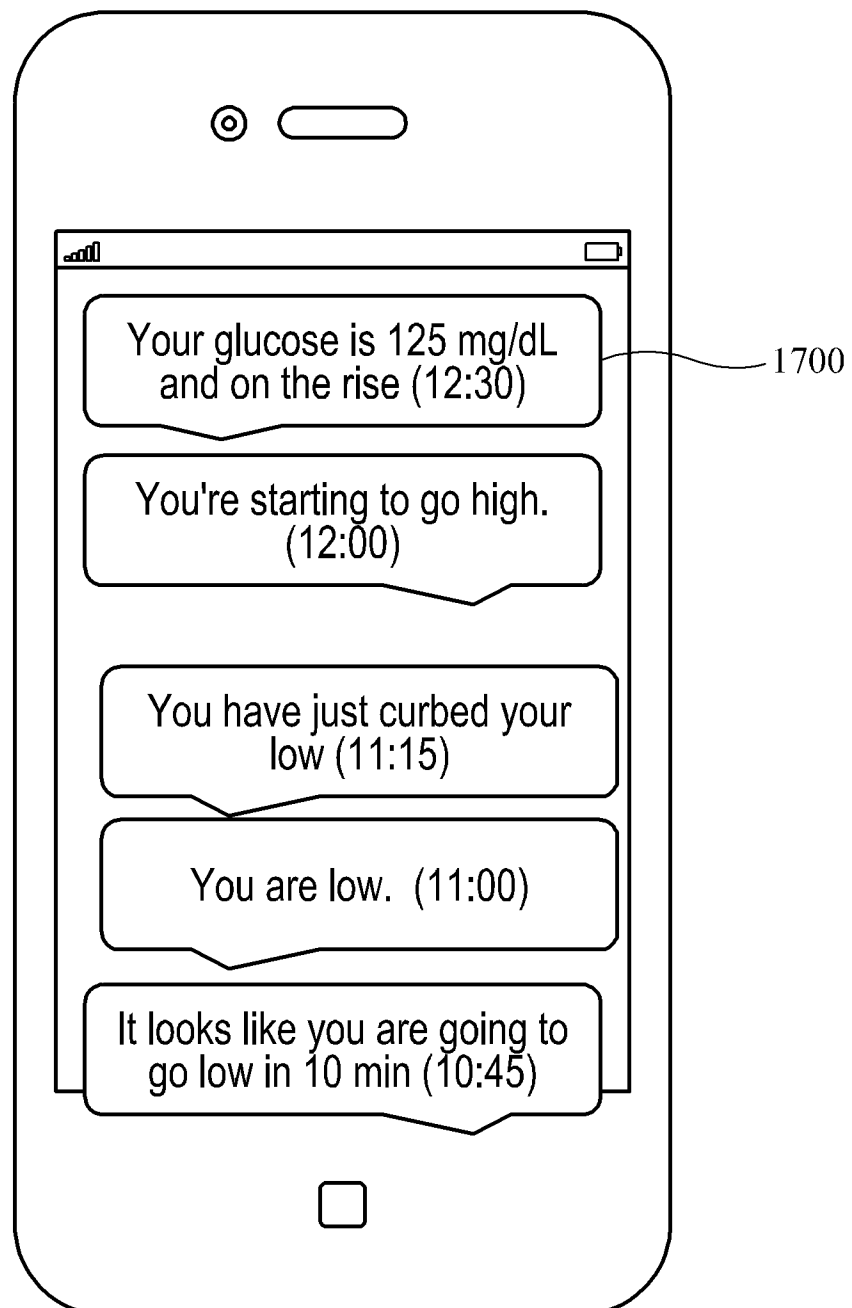 Your glucose is 125 mg/dL
and on the rise (12:30)
1700
You're starting to go high.
(12:00)
You have just curbed your
low (11:15)
You are low.  (11:00)
It looks like you are going to
go low in 10 min (10:45)